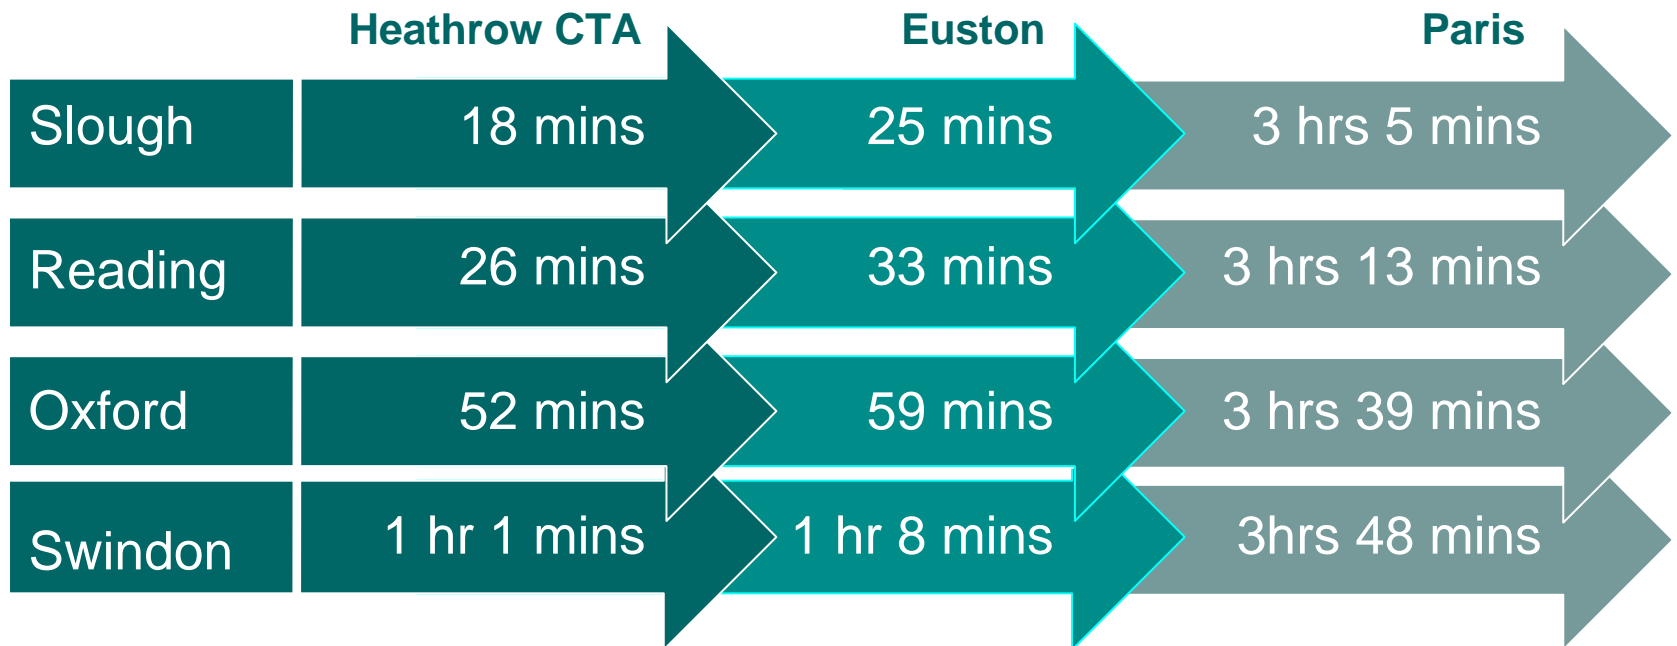 Heathrow CTA Euston Paris
Slough 18 mins 25 mins 3 hrs 5 mins
Reading 26 mins 33 mins 3 hrs 13 mins
Oxford 52 mins 59 mins 3 hrs 39 mins
Swindon 1 hr 1 mins 1 hr 8 mins 3hrs 48 mins